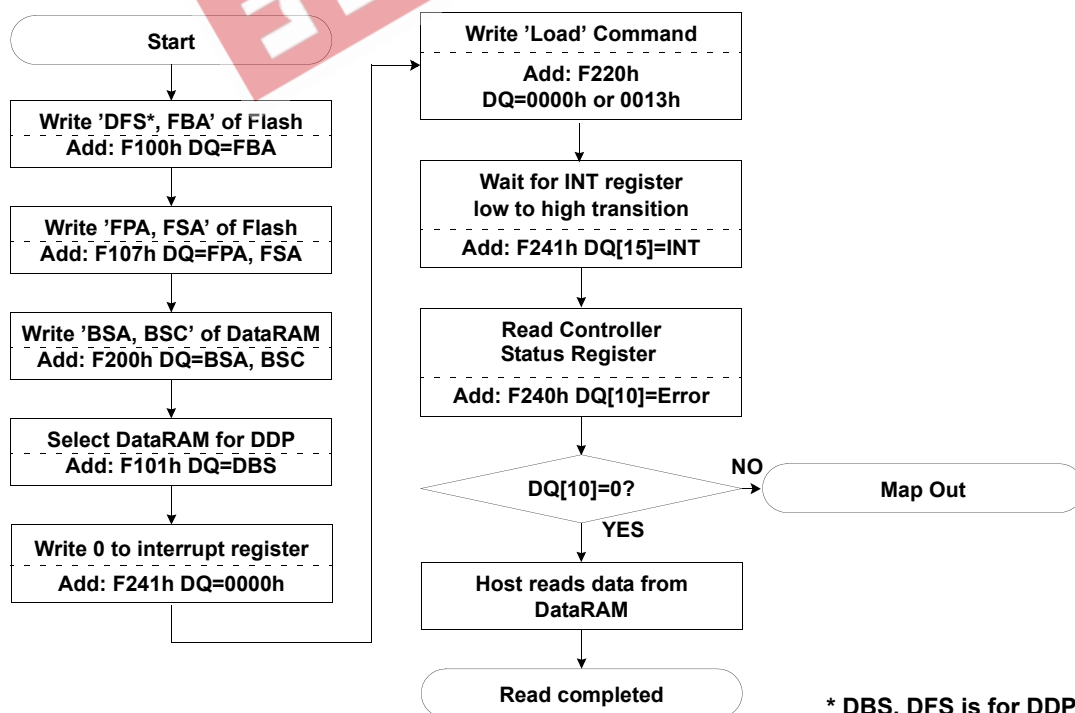 Start
Write 'DFS*, FBA' of Flash
Add: F100h DQ=FBA
Write 'FPA, FSA' of Flash
Add: F107h DQ=FPA, FSA
Write 'BSA, BSC' of DataRAM
Add: F200h DQ=BSA, BSC
Select DataRAM for DDP
Add: F101h DQ=DBS
Write 0 to interrupt register
Add: F241h DQ=0000h
Write 'Load' Command
Add: F220h
DQ=0000h or 0013h
Wait for INT register
low to high transition
Add: F241h DQ[15]=INT
Read Controller
Status Register
Add: F240h DQ[10]=Error
DQ[10]=0?
NO
Map Out
YES
Host reads data from
DataRAM
Read completed
* DBS, DFS is for DDP